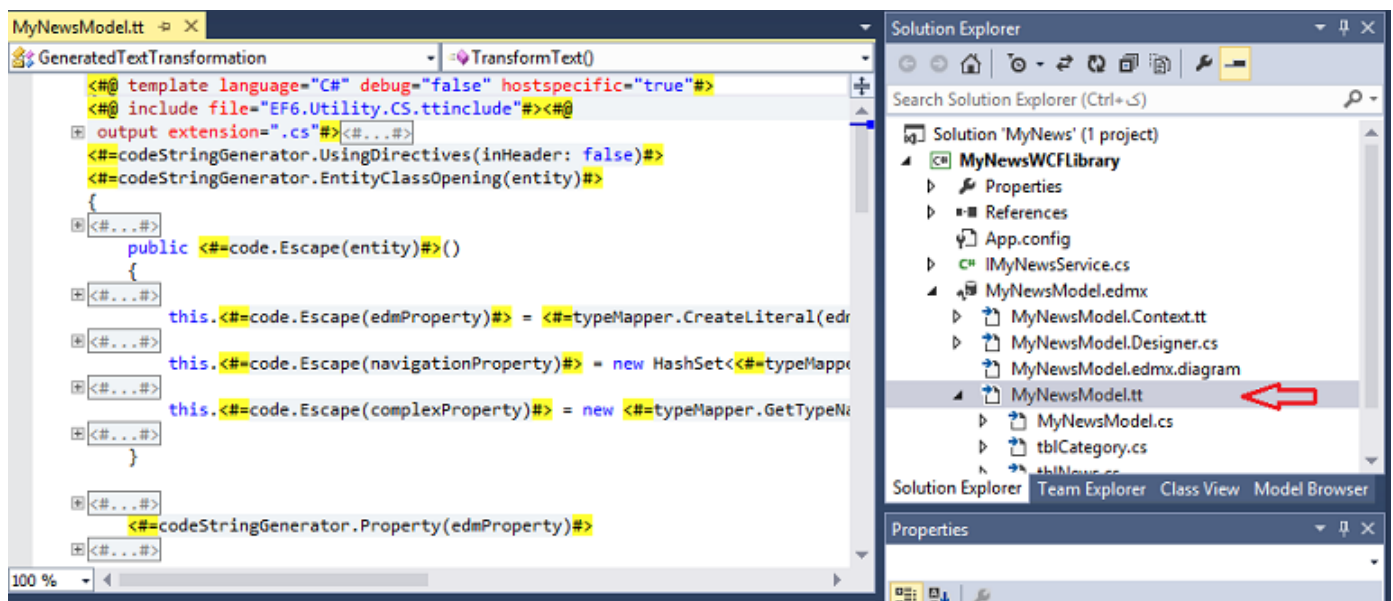 MyNewsModel.tt
GeneratedTextTransformation
TransformText()
<#@ template language="C#" debug="false" hostspecific="true"#>
<#@ include file="EF6.Utility.CS.ttinclude"#><#@
output extension=".cs"#><#...#>
<#=codeStringGenerator.UsingDirectives(inHeader: false)#>
<#=codeStringGenerator.EntityClassOpening(entity)#>
{
<#...#>
public <#=code.Escape(entity)#>()
{
<#...#>
this.<#=code.Escape(edmProperty)#> = <#=typeMapper.CreateLiteral(edm
<#...#>
this.<#=code.Escape(navigationProperty)#> = new HashSet<<#=typeMappe
<#...#>
this.<#=code.Escape(complexProperty)#> = new <#=typeMapper.GetTypeNa
<#...#>
}
<#...#>
<#=codeStringGenerator.Property(edmProperty)#>
<#...#>
100 %
Solution Explorer
Search Solution Explorer (Ctrl+ک)
Solution 'MyNews' (1 project)
MyNewsWCFLibrary
Properties
References
App.config
IMyNewsService.cs
MyNewsModel.edmx
MyNewsModel.Context.tt
MyNewsModel.Designer.cs
MyNewsModel.edmx.diagram
MyNewsModel.tt
MyNewsModel.cs
tblCategory.cs
tblNews.cs
Solution Explorer Team Explorer Class View Model Browser
Properties